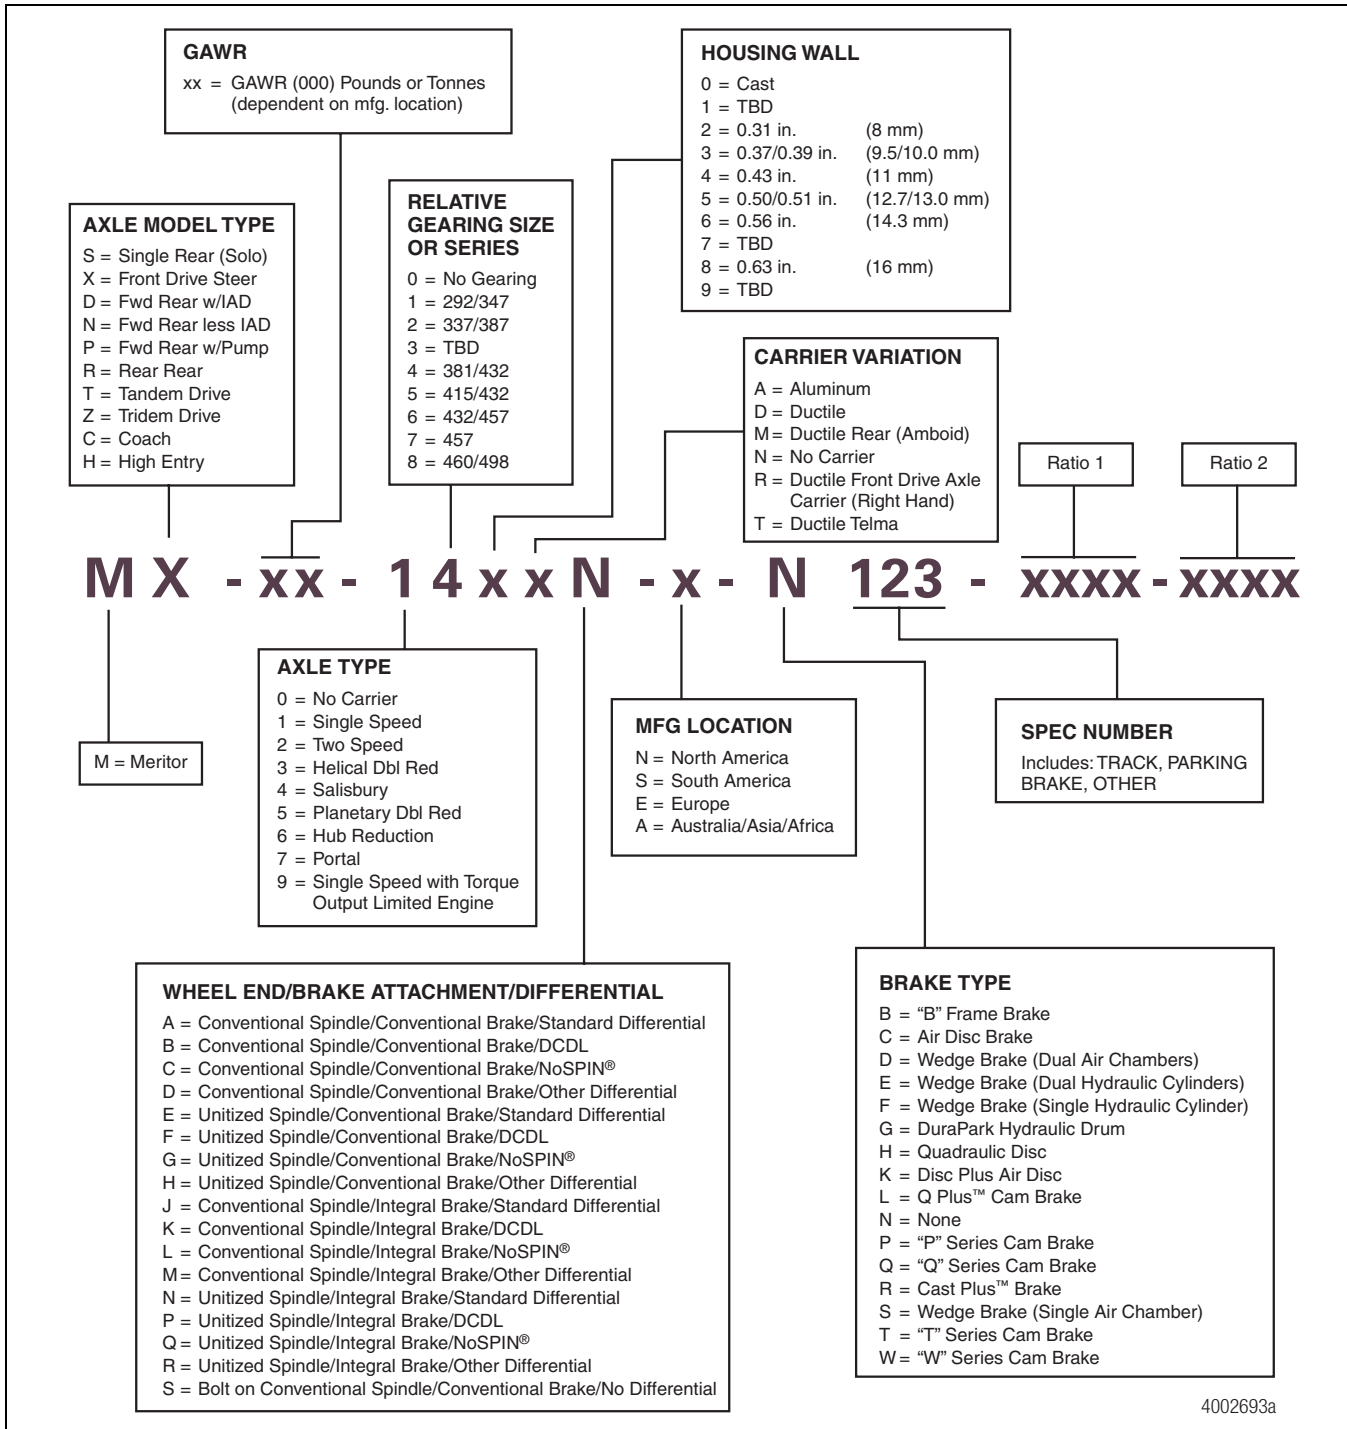 GAWR
xx = GAWR (000) Pounds or Tonnes
(dependent on mfg. location)
HOUSING WALL
0 = Cast
1 = TBD
2 = 0.31 in. (8 mm)
3 = 0.37/0.39 in. (9.5/10.0 mm)
4 = 0.43 in. (11 mm)
5 = 0.50/0.51 in. (12.7/13.0 mm)
6 = 0.56 in. (14.3 mm)
7 = TBD
8 = 0.63 in. (16 mm)
9 = TBD
AXLE MODEL TYPE
S = Single Rear (Solo)
X = Front Drive Steer
D = Fwd Rear w/IAD
N = Fwd Rear less IAD
P = Fwd Rear w/Pump
R = Rear Rear
T = Tandem Drive
Z = Tridem Drive
C = Coach
H = High Entry
RELATIVE
GEARING SIZE
OR SERIES
0 = No Gearing
1 = 292/347
2 = 337/387
3 = TBD
4 = 381/432
5 = 415/432
6 = 432/457
7 = 457
8 = 460/498
CARRIER VARIATION
A = Aluminum
D = Ductile
M = Ductile Rear (Amboid)
N = No Carrier
R = Ductile Front Drive Axle
Carrier (Right Hand)
T = Ductile Telma
Ratio 1
Ratio 2
M X - xx - 1 4 x x N - x - N 123 - xxxx - xxxx
M = Meritor
AXLE TYPE
0 = No Carrier
1 = Single Speed
2 = Two Speed
3 = Helical Dbl Red
4 = Salisbury
5 = Planetary Dbl Red
6 = Hub Reduction
7 = Portal
9 = Single Speed with Torque
Output Limited Engine
MFG LOCATION
N = North America
S = South America
E = Europe
A = Australia/Asia/Africa
SPEC NUMBER
Includes: TRACK, PARKING
BRAKE, OTHER
WHEEL END/BRAKE ATTACHMENT/DIFFERENTIAL
A = Conventional Spindle/Conventional Brake/Standard Differential
B = Conventional Spindle/Conventional Brake/DCDL
C = Conventional Spindle/Conventional Brake/NoSPIN®
D = Conventional Spindle/Conventional Brake/Other Differential
E = Unitized Spindle/Conventional Brake/Standard Differential
F = Unitized Spindle/Conventional Brake/DCDL
G = Unitized Spindle/Conventional Brake/NoSPIN®
H = Unitized Spindle/Conventional Brake/Other Differential
J = Conventional Spindle/Integral Brake/Standard Differential
K = Conventional Spindle/Integral Brake/DCDL
L = Conventional Spindle/Integral Brake/NoSPIN®
M = Conventional Spindle/Integral Brake/Other Differential
N = Unitized Spindle/Integral Brake/Standard Differential
P = Unitized Spindle/Integral Brake/DCDL
Q = Unitized Spindle/Integral Brake/NoSPIN®
R = Unitized Spindle/Integral Brake/Other Differential
S = Bolt on Conventional Spindle/Conventional Brake/No Differential
BRAKE TYPE
B = “B” Frame Brake
C = Air Disc Brake
D = Wedge Brake (Dual Air Chambers)
E = Wedge Brake (Dual Hydraulic Cylinders)
F = Wedge Brake (Single Hydraulic Cylinder)
G = DuraPark Hydraulic Drum
H = Quadraulic Disc
K = Disc Plus Air Disc
L = Q Plus™ Cam Brake
N = None
P = “P” Series Cam Brake
Q = “Q” Series Cam Brake
R = Cast Plus™ Brake
S = Wedge Brake (Single Air Chamber)
T = “T” Series Cam Brake
W = “W” Series Cam Brake
4002693a